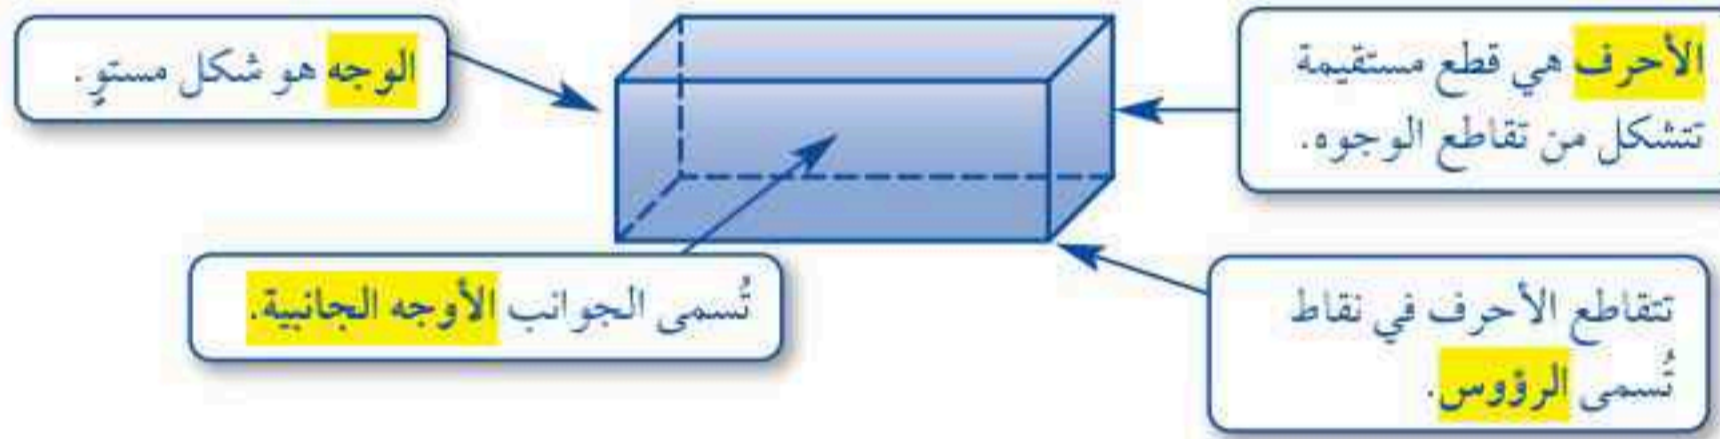 الأحرف هي قطع مستقيمة
تتشكل من تقاطع الوجوه.
الوجه هو شكل مستوٍ.
تتقاطع الأحرف في نقاط
تُسمى الرؤوس.
تُسمى الجوانب الأوجه الجانبية.